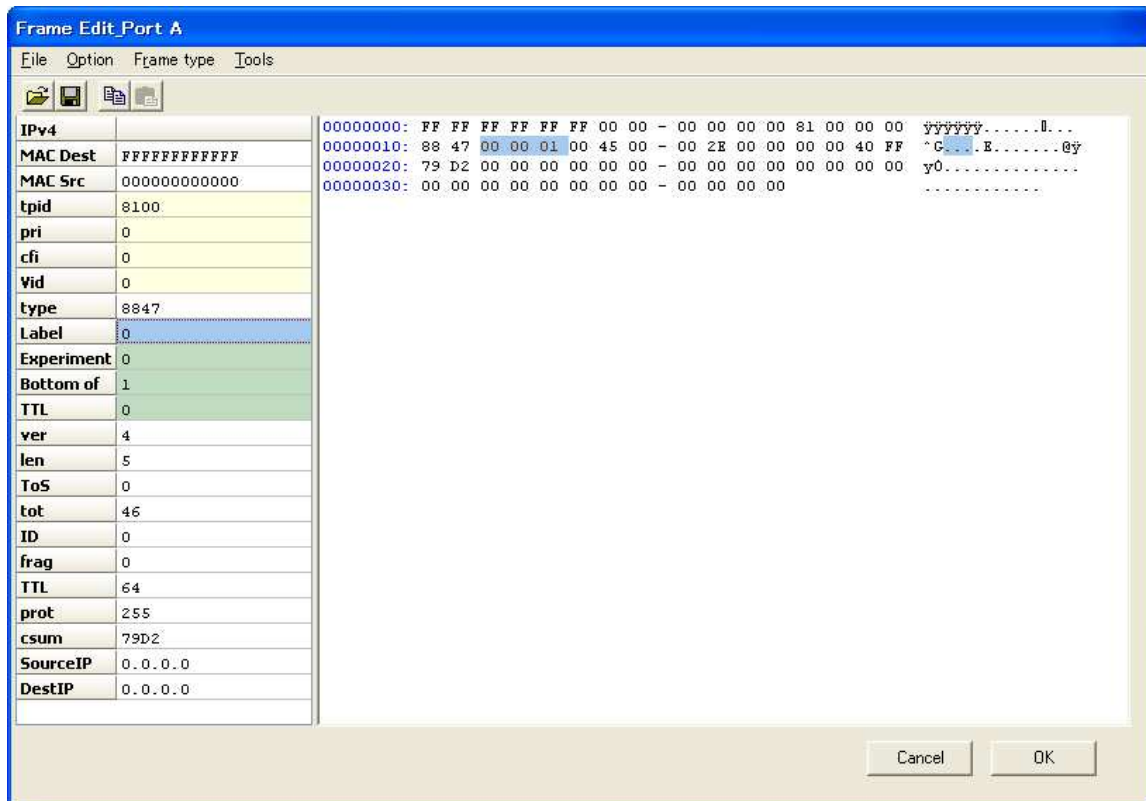 Frame Edit_Port A
File Option Frame type Tools
IPv4
MAC Dest FFFFFFFFFFFF
MAC Src 000000000000
tpid 8100
pri 0
cfi 0
Vid 0
type 8847
Label 0
Experiment 0
Bottom of 1
TTL 0
ver 4
len 5
ToS 0
tot 46
ID 0
frag 0
TTL 64
prot 255
csum 79D2
SourceIP 0.0.0.0
DestIP 0.0.0.0
00000000: FF FF FF FF FF FF 00 00 - 00 00 00 00 81 00 00 00 ÿÿÿÿÿÿ......▯...
00000010: 88 47 00 00 01 00 45 00 - 00 2E 00 00 00 00 40 FF ˆG....E.......@ÿ
00000020: 79 D2 00 00 00 00 00 00 - 00 00 00 00 00 00 00 00 yÒ..............
00000030: 00 00 00 00 00 00 00 00 - 00 00 00 00 ............
Cancel OK